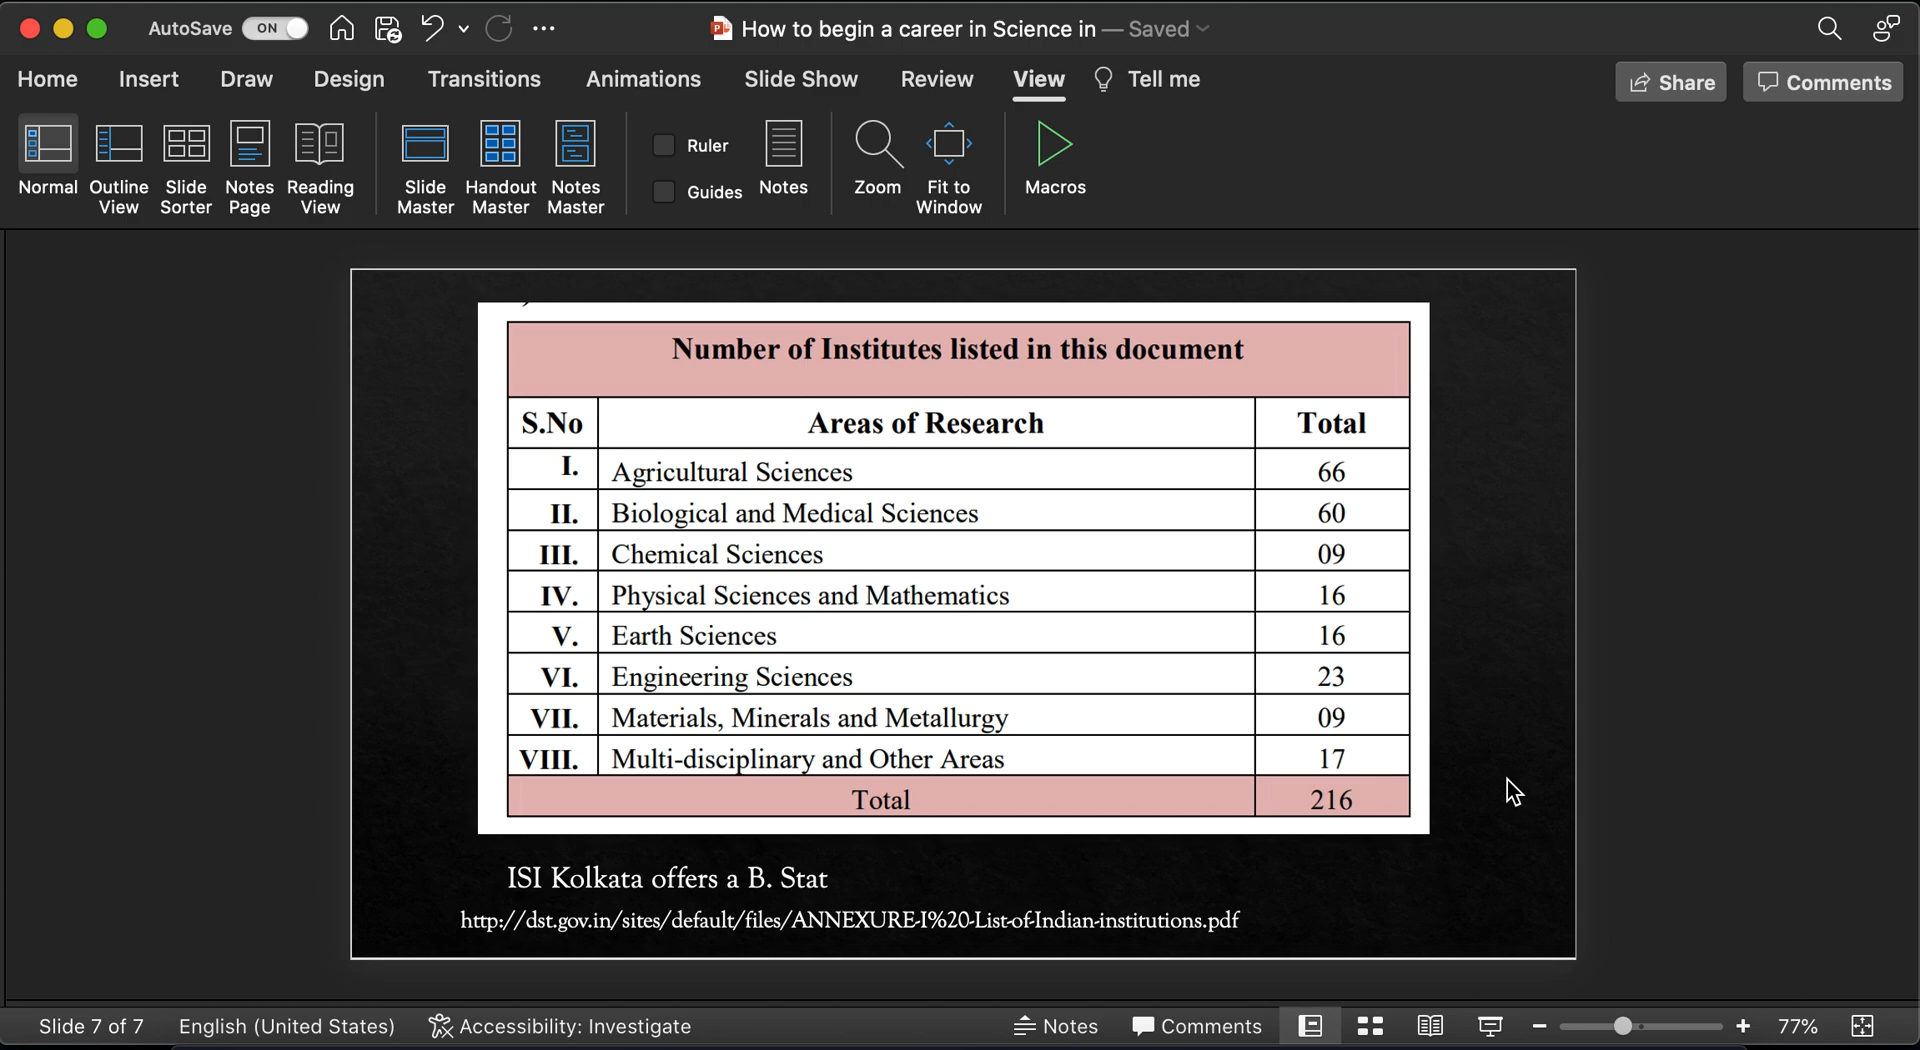 AutoSave ON How to begin a career in Science in — Saved
Home Insert Draw Design Transitions Animations Slide Show Review View Tell me Share Comments
Normal Outline View Slide Sorter Notes Page Reading View Slide Master Handout Master Notes Master Ruler Guides Notes Zoom Fit to Window Macros
Number of Institutes listed in this document
S.No Areas of Research Total
I. Agricultural Sciences 66
II. Biological and Medical Sciences 60
III. Chemical Sciences 09
IV. Physical Sciences and Mathematics 16
V. Earth Sciences 16
VI. Engineering Sciences 23
VII. Materials, Minerals and Metallurgy 09
VIII. Multi-disciplinary and Other Areas 17
Total 216
ISI Kolkata offers a B. Stat
http://dst.gov.in/sites/default/files/ANNEXURE-I%20-List-of-Indian-institutions.pdf
Slide 7 of 7 English (United States) Accessibility: Investigate Notes Comments 77%